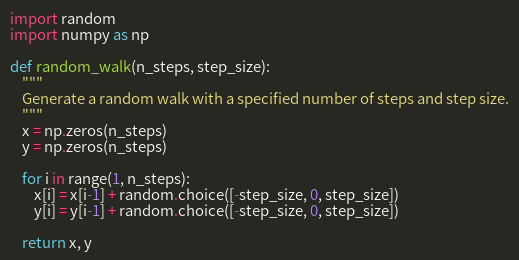 import random
import numpy as np

def random_walk(n_steps, step_size):
    """
    Generate a random walk with a specified number of steps and step size.
    """
    x = np.zeros(n_steps)
    y = np.zeros(n_steps)

    for i in range(1, n_steps):
        x[i] = x[i-1] + random.choice([-step_size, 0, step_size])
        y[i] = y[i-1] + random.choice([-step_size, 0, step_size])

    return x, y